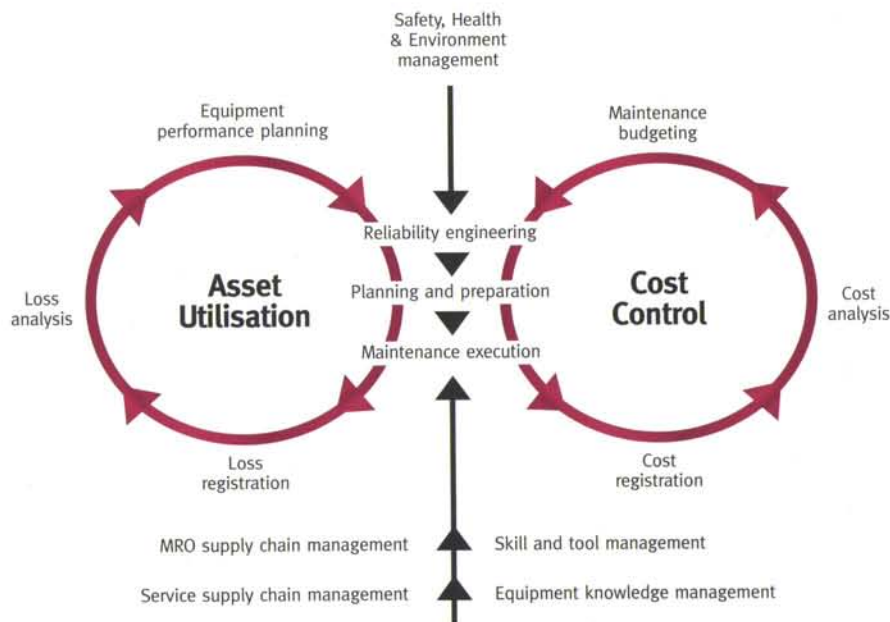 Safety, Health
& Environment
management
Equipment
performance planning
Maintenance
budgeting
Reliability engineering
Loss
analysis
Asset
Utilisation
Planning and preparation
Cost
Control
Cost
analysis
Maintenance execution
Loss
registration
Cost
registration
MRO supply chain management
Skill and tool management
Service supply chain management
Equipment knowledge management